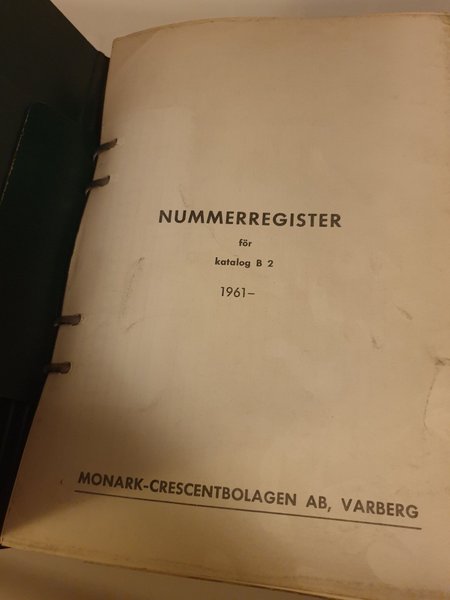 NUMMERREGISTER
för
katalog B 2
1961–
MONARK-CRESCENTBOLAGEN AB, VARBERG